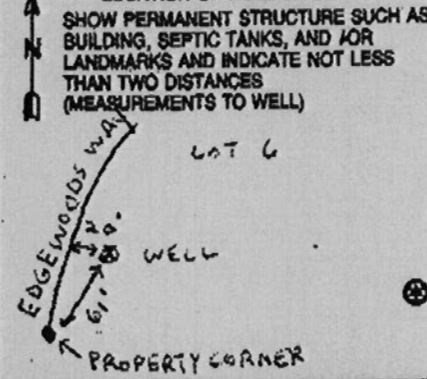 SHOW PERMANENT STRUCTURE SUCH AS
N
BUILDING, SEPTIC TANKS, AND /OR
LANDMARKS AND INDICATE NOT LESS
THAN TWO DISTANCES
(MEASUREMENTS TO WELL)
EDGEWOODS WAY
LOT 6
20'
WELL
61'
PROPERTY CORNER